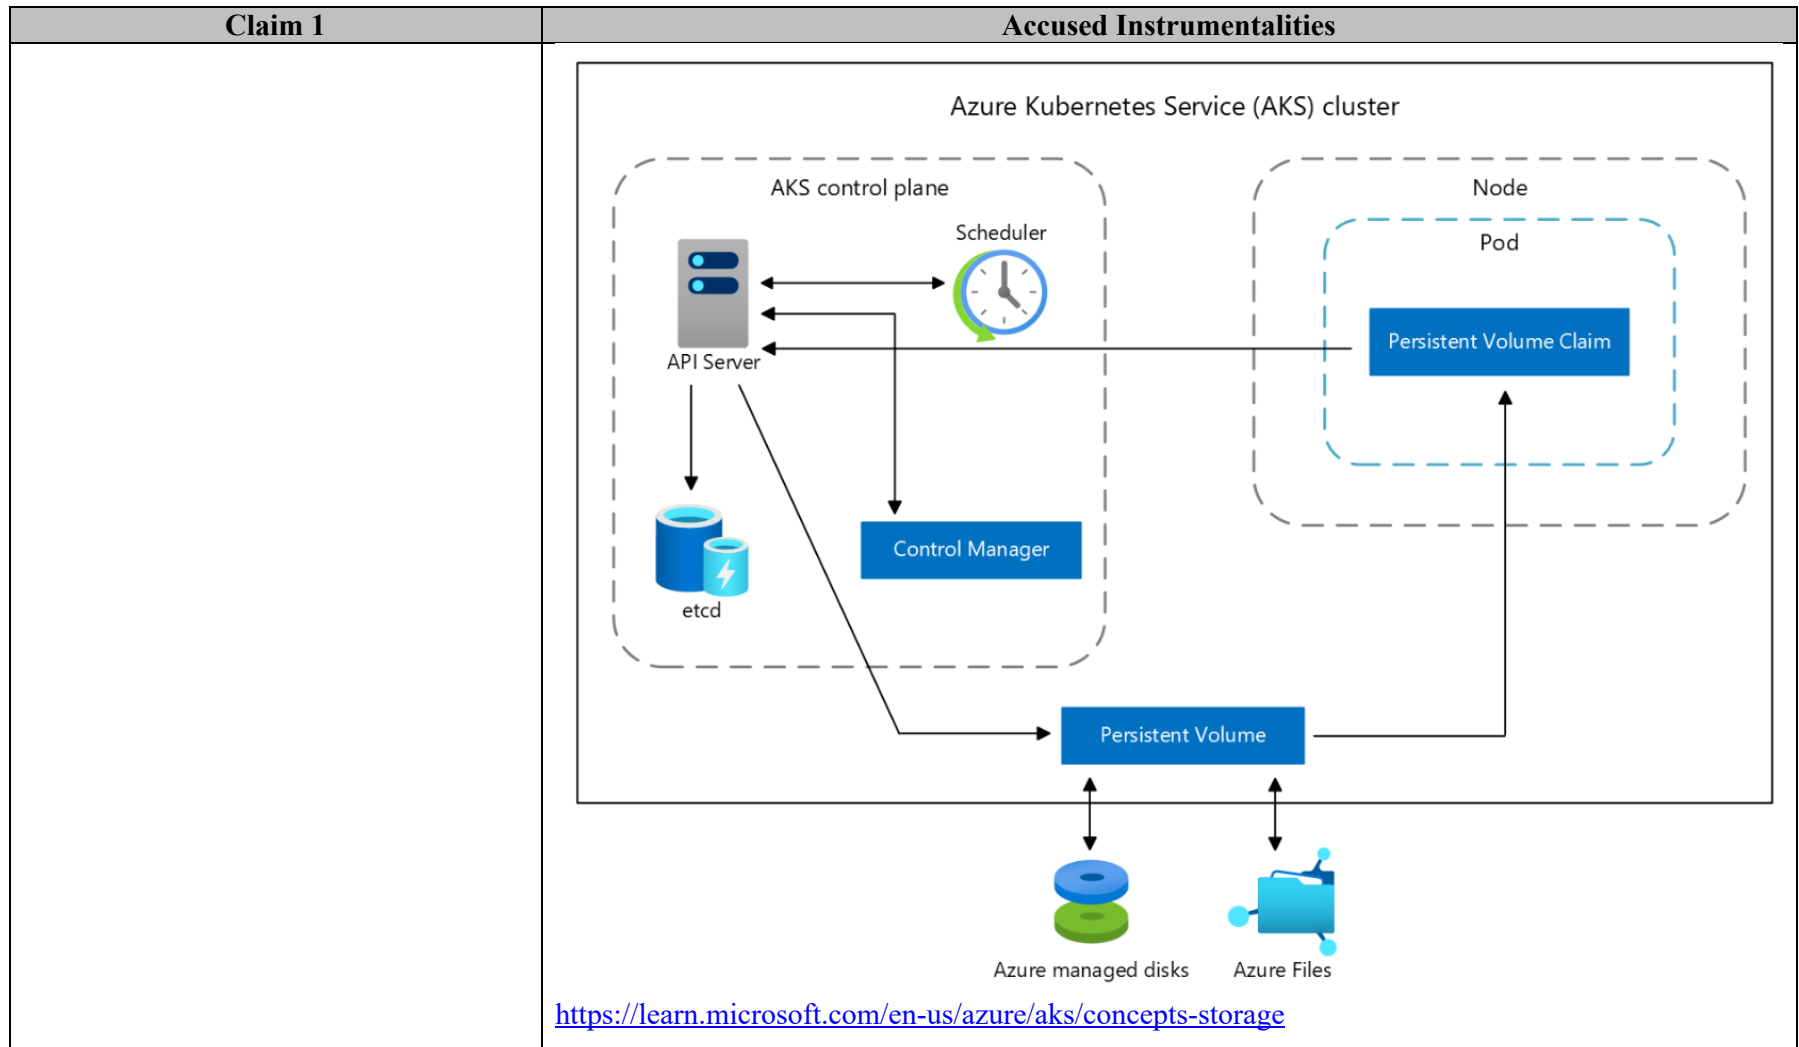 Claim 1
Accused Instrumentalities
Azure Kubernetes Service (AKS) cluster
AKS control plane
Node
Scheduler
Pod
Persistent Volume Claim
API Server
Control Manager
etcd
Persistent Volume
Azure managed disks
Azure Files
https://learn.microsoft.com/en-us/azure/aks/concepts-storage